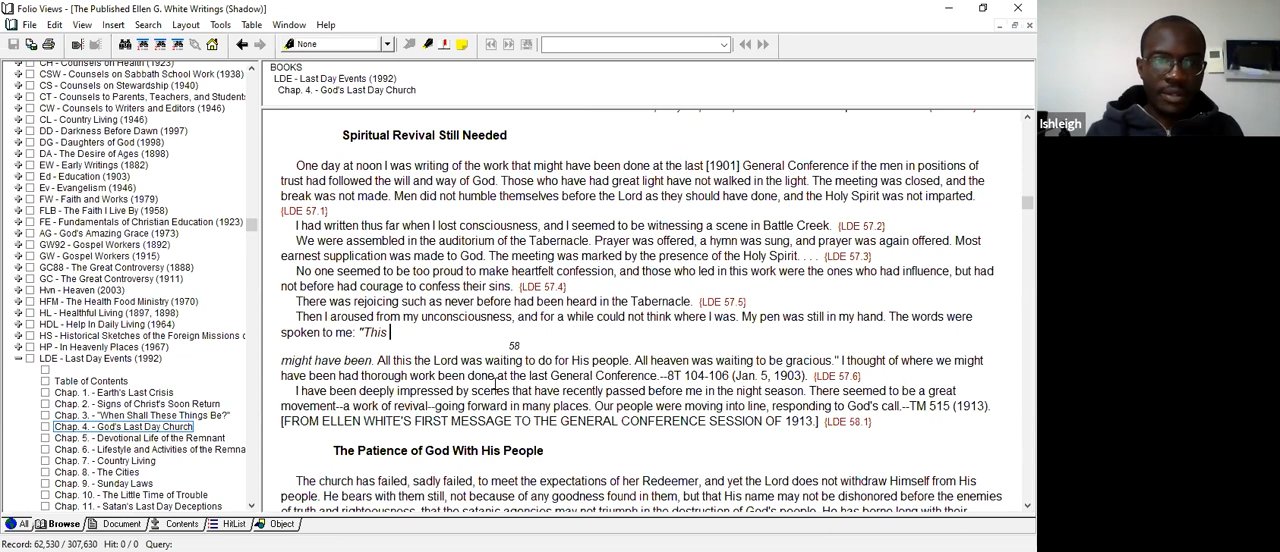 Folio Views - [The Published Ellen G. White Writings (Shadow)]
File Edit View Insert Search Layout Tools Table Window Help
None
CH - Counsels on Health (1923)
CSW - Counsels on Sabbath School Work (1938)
CS - Counsels on Stewardship (1940)
CT - Counsels to Parents, Teachers, and Students
CW - Counsels to Writers and Editors (1946)
CL - Country Living (1946)
DD - Darkness Before Dawn (1997)
DG - Daughters of God (1998)
DA - The Desire of Ages (1898)
EW - Early Writings (1882)
Ed - Education (1903)
Ev - Evangelism (1946)
FW - Faith and Works (1979)
FLB - The Faith I Live By (1958)
FE - Fundamentals of Christian Education (1923)
AG - God's Amazing Grace (1973)
GW92 - Gospel Workers (1892)
GW - Gospel Workers (1915)
GC88 - The Great Controversy (1888)
GC - The Great Controversy (1911)
Hvn - Heaven (2003)
HFM - The Health Food Ministry (1970)
HL - Healthful Living (1897, 1898)
HDL - Help In Daily Living (1964)
HS - Historical Sketches of the Foreign Missions o
HP - In Heavenly Places (1967)
LDE - Last Day Events (1992)
Table of Contents
Chap. 1. - Earth's Last Crisis
Chap. 2. - Signs of Christ's Soon Return
Chap. 3. - "When Shall These Things Be?"
Chap. 4. - God's Last Day Church
Chap. 5. - Devotional Life of the Remnant
Chap. 6. - Lifestyle and Activities of the Remna
Chap. 7. - Country Living
Chap. 8. - The Cities
Chap. 9. - Sunday Laws
Chap. 10. - The Little Time of Trouble
Chap. 11. - Satan's Last Day Deceptions
All Browse Document Contents HitList Object
Record: 62,530 / 307,630 Hit: 0 / 0 Query:
BOOKS
LDE - Last Day Events (1992)
Chap. 4. - God's Last Day Church
Spiritual Revival Still Needed
One day at noon I was writing of the work that might have been done at the last [1901] General Conference if the men in positions of
trust had followed the will and way of God. Those who have had great light have not walked in the light. The meeting was closed, and the
break was not made. Men did not humble themselves before the Lord as they should have done, and the Holy Spirit was not imparted.
{LDE 57.1}
I had written thus far when I lost consciousness, and I seemed to be witnessing a scene in Battle Creek. {LDE 57.2}
We were assembled in the auditorium of the Tabernacle. Prayer was offered, a hymn was sung, and prayer was again offered. Most
earnest supplication was made to God. The meeting was marked by the presence of the Holy Spirit. . . . {LDE 57.3}
No one seemed to be too proud to make heartfelt confession, and those who led in this work were the ones who had influence, but had
not before had courage to confess their sins. {LDE 57.4}
There was rejoicing such as never before had been heard in the Tabernacle. {LDE 57.5}
Then I aroused from my unconsciousness, and for a while could not think where I was. My pen was still in my hand. The words were
spoken to me: "This
58
might have been. All this the Lord was waiting to do for His people. All heaven was waiting to be gracious." I thought of where we might
have been had thorough work been done at the last General Conference.--8T 104-106 (Jan. 5, 1903). {LDE 57.6}
I have been deeply impressed by scenes that have recently passed before me in the night season. There seemed to be a great
movement--a work of revival--going forward in many places. Our people were moving into line, responding to God's call.--TM 515 (1913).
[FROM ELLEN WHITE'S FIRST MESSAGE TO THE GENERAL CONFERENCE SESSION OF 1913.] {LDE 58.1}
The Patience of God With His People
The church has failed, sadly failed, to meet the expectations of her Redeemer, and yet the Lord does not withdraw Himself from His
people. He bears with them still, not because of any goodness found in them, but that His name may not be dishonored before the enemies
of truth and righteousness, that the satanic agencies may not triumph in the destruction of God's people. He has borne long with their
Ishleigh